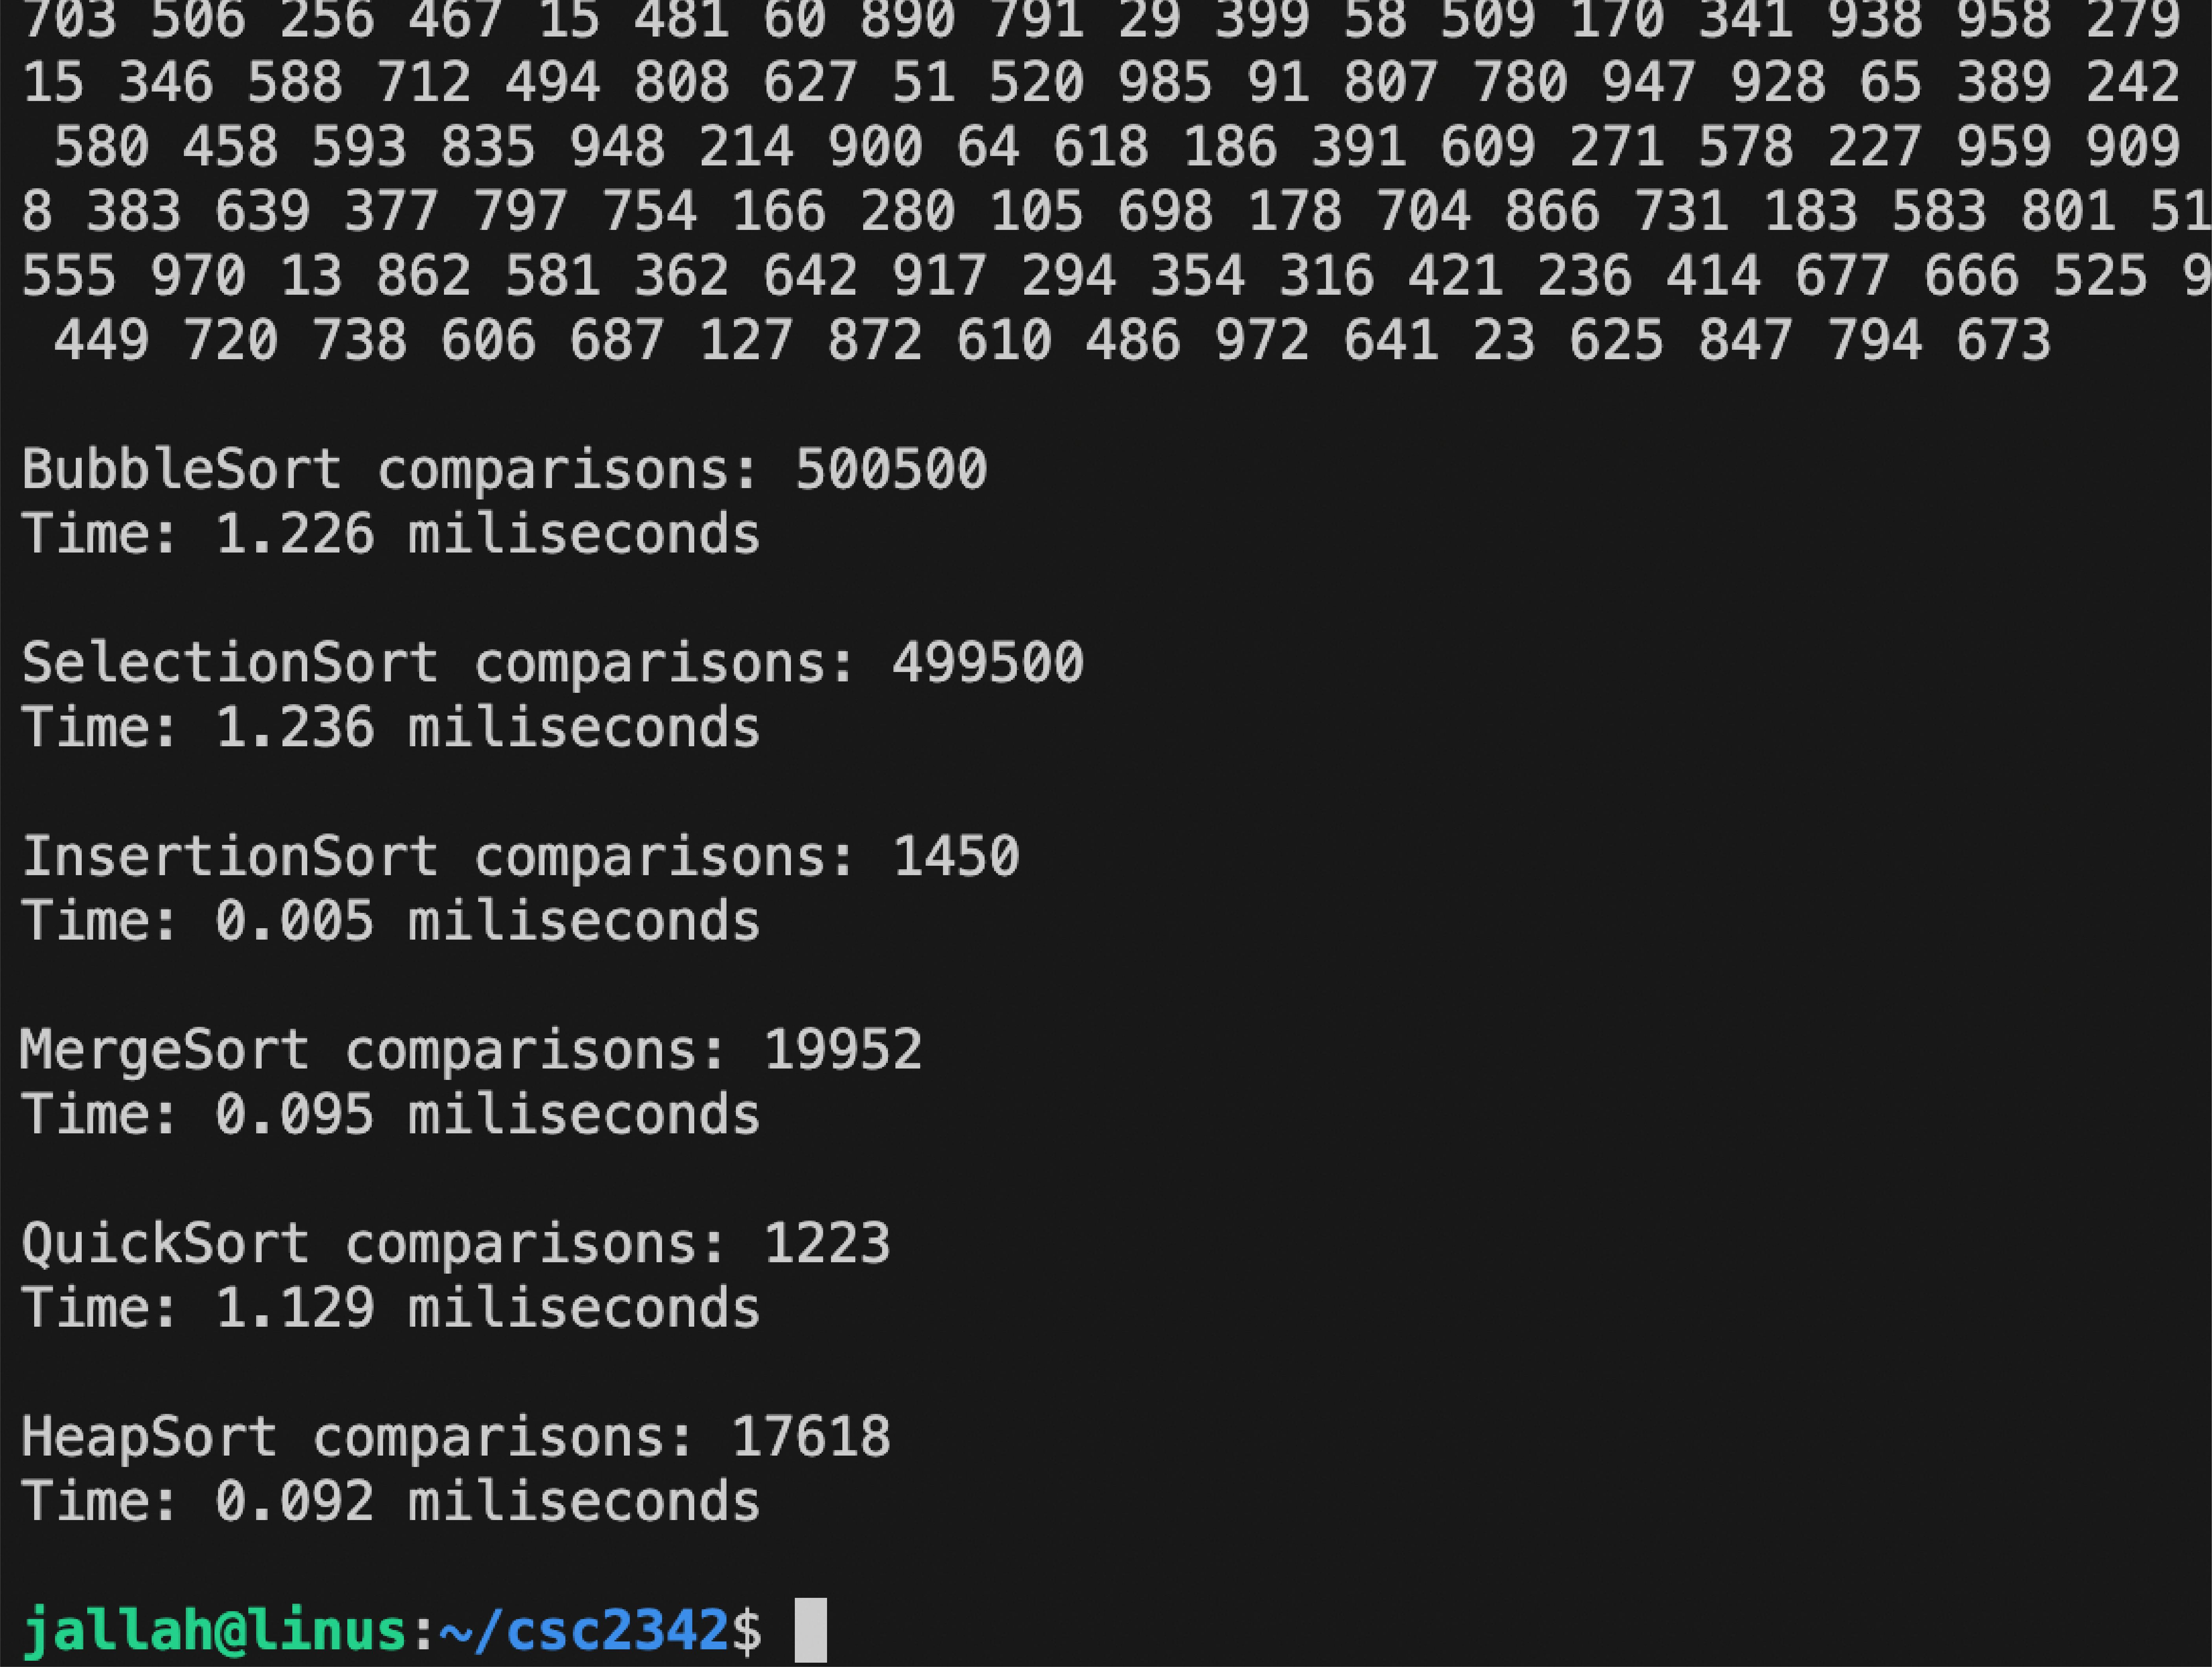 703 506 256 467 15 481 60 890 791 29 399 58 509 170 341 938 958 279
15 346 588 712 494 808 627 51 520 985 91 807 780 947 928 65 389 242
580 458 593 835 948 214 900 64 618 186 391 609 271 578 227 959 909
8 383 639 377 797 754 166 280 105 698 178 704 866 731 183 583 801 51
555 970 13 862 581 362 642 917 294 354 316 421 236 414 677 666 525 9
449 720 738 606 687 127 872 610 486 972 641 23 625 847 794 673
BubbleSort comparisons: 500500
Time: 1.226 miliseconds
SelectionSort comparisons: 499500
Time: 1.236 miliseconds
InsertionSort comparisons: 1450
Time: 0.005 miliseconds
MergeSort comparisons: 19952
Time: 0.095 miliseconds
QuickSort comparisons: 1223
Time: 1.129 miliseconds
HeapSort comparisons: 17618
Time: 0.092 miliseconds
jallah@linus:~/csc2342$